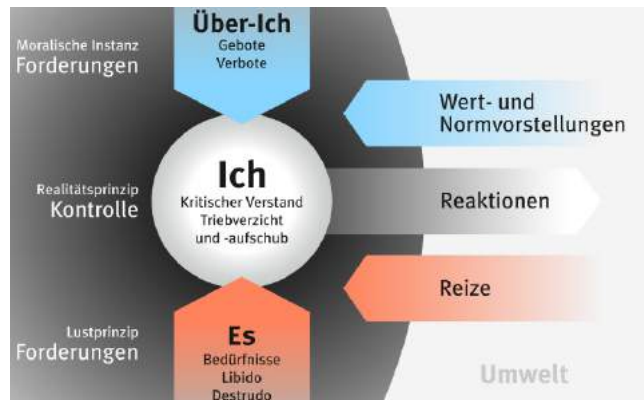 Über-Ich
Gebote
Verbote
Moralische Instanz
Forderungen
Wert- und
Normvorstellungen
Ich
Kritischer Verstand
Triebverzicht
und -aufschub
Realitätsprinzip
Kontrolle
Reaktionen
Reize
Es
Bedürfnisse
Libido
Destrudo
Lustprinzip
Forderungen
Umwelt